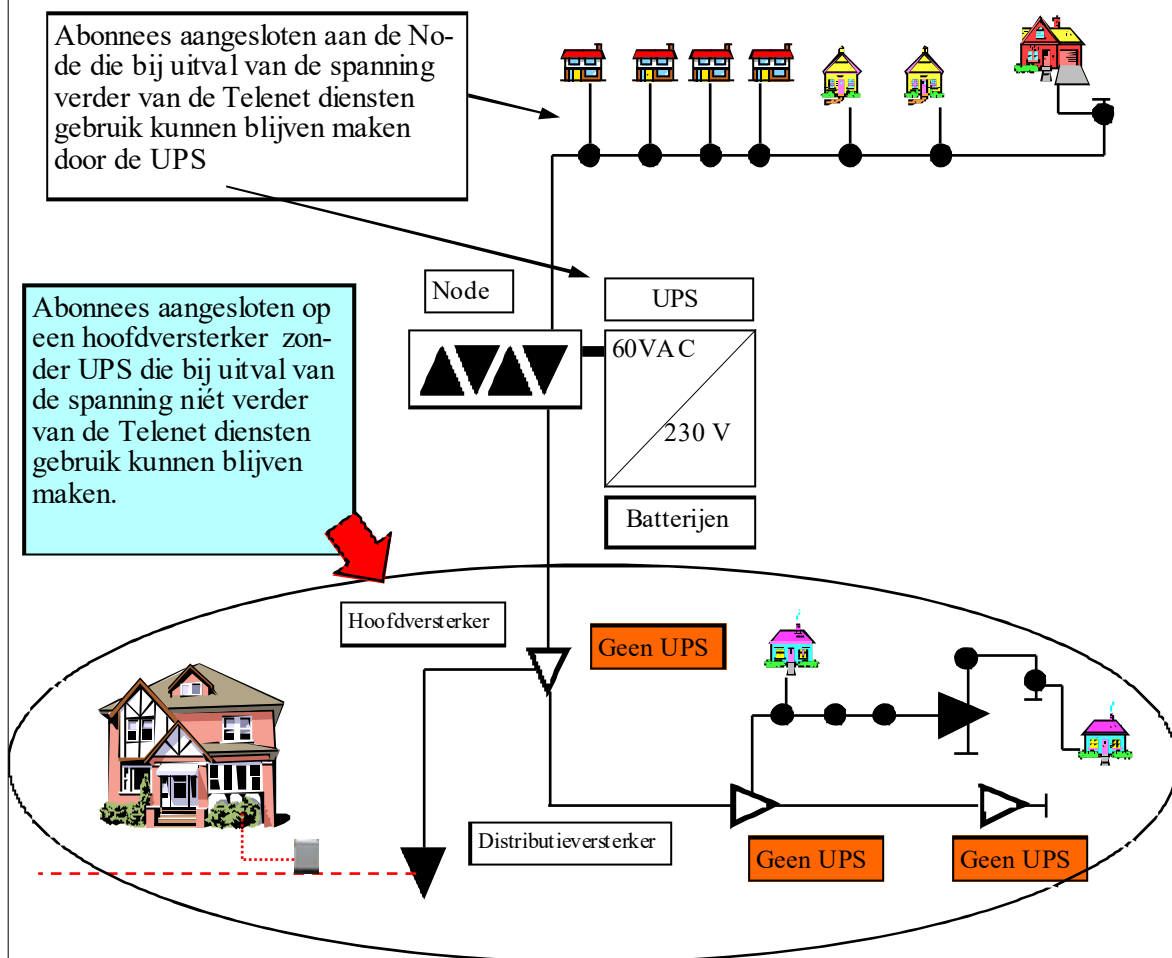 Abonnees aangesloten aan de No-
de die bij uitval van de spanning
verder van de Telenet diensten
gebruik kunnen blijven maken
door de UPS
Node
UPS
60VAC
230 V
Batterijen
Abonnees aangesloten op
een hoofdversterker zon-
der UPS die bij uitval van
de spanning niét verder
van de Telenet diensten
gebruik kunnen blijven
maken.
Hoofdversterker
Geen UPS
Distributieversterker
Geen UPS
Geen UPS